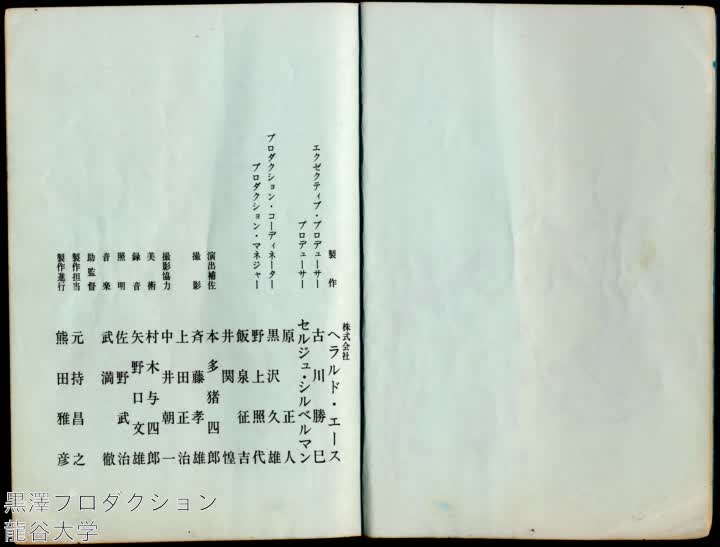 製作 株式会社 ヘラルド・エース
エクゼクティブ・プロデューサー 古川勝巳
プロデューサー セルジュ・シルベルマン
原正人
プロダクション・コーディネーター 黒沢久雄
プロダクション・マネジャー 野上照代
飯泉征吉
井関惺
演出補佐 本多猪四郎
撮影 斉藤孝雄
上田正治
撮影協力 中井朝一
美術 村木与四郎
録音 矢野口文雄
照明 佐野武治
音楽 武満徹
助監督
製作担当 元持昌之
製作進行 熊田雅彦
黒澤プロダクション
龍谷大学